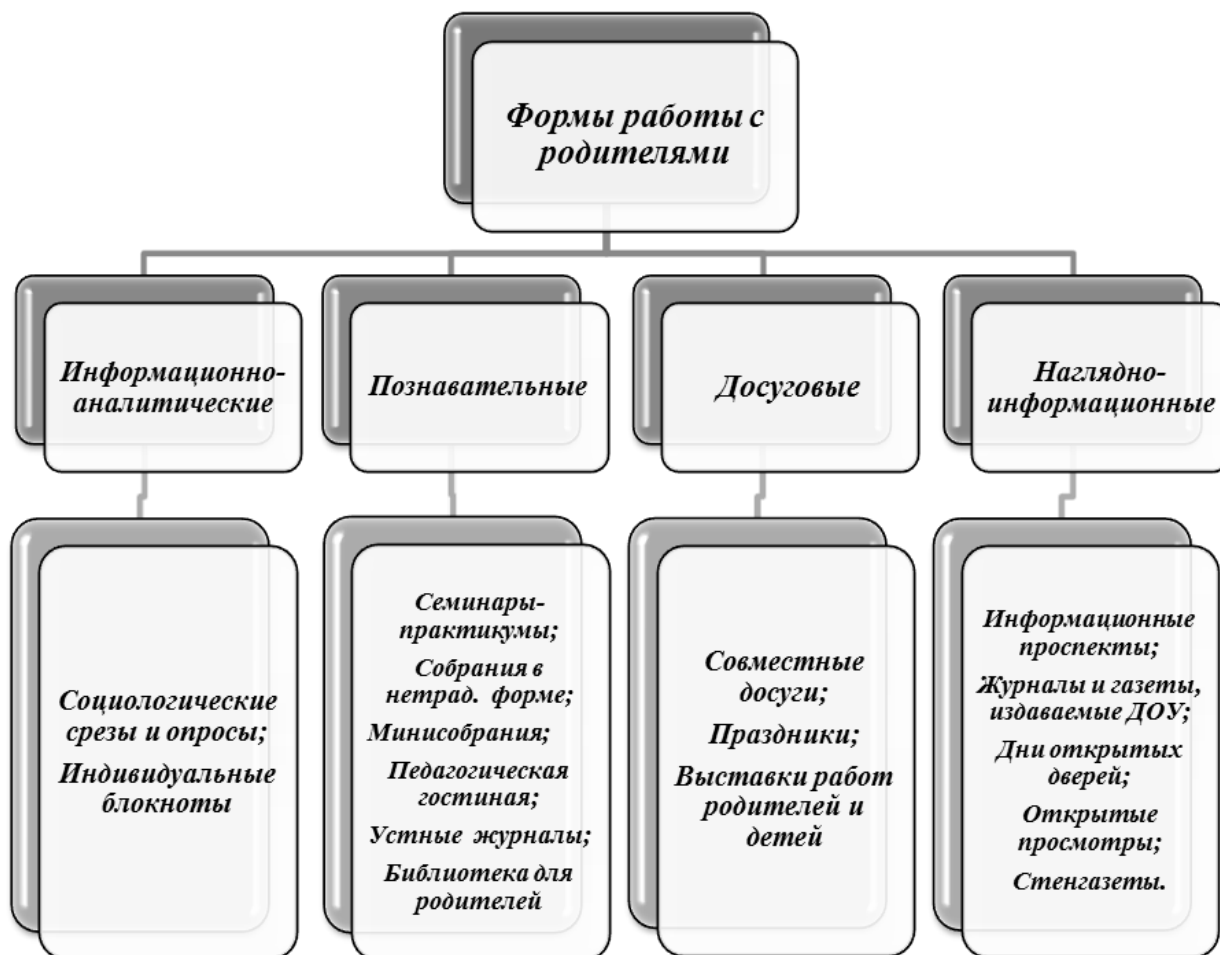 Формы работы с
родителями
Информационно-
аналитические
Познавательные
Досуговые
Наглядно-
информационные
Социологические
срезы и опросы;
Индивидуальные
блокноты
Семинары-
практикумы;
Собрания в
нетрад. форме;
Минисобрания;
Педагогическая
гостиная;
Устные журналы;
Библиотека для
родителей
Совместные
досуги;
Праздники;
Выставки работ
родителей и
детей
Информационные
проспекты;
Журналы и газеты,
издаваемые ДОУ;
Дни открытых
дверей;
Открытые
просмотры;
Стенгазеты.